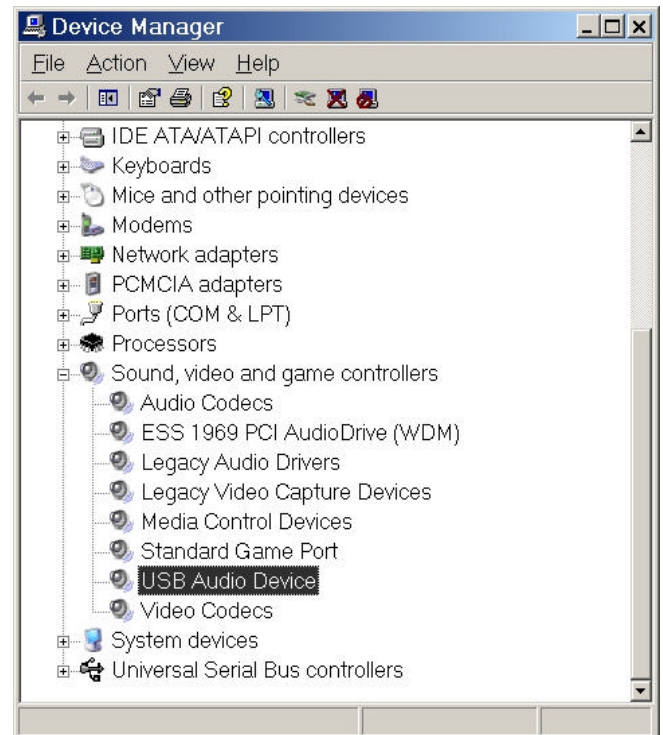 Device Manager
File Action View Help
IDE ATA/ATAPI controllers
Keyboards
Mice and other pointing devices
Modems
Network adapters
PCMCIA adapters
Ports (COM & LPT)
Processors
Sound, video and game controllers
Audio Codecs
ESS 1969 PCI AudioDrive (WDM)
Legacy Audio Drivers
Legacy Video Capture Devices
Media Control Devices
Standard Game Port
USB Audio Device
Video Codecs
System devices
Universal Serial Bus controllers